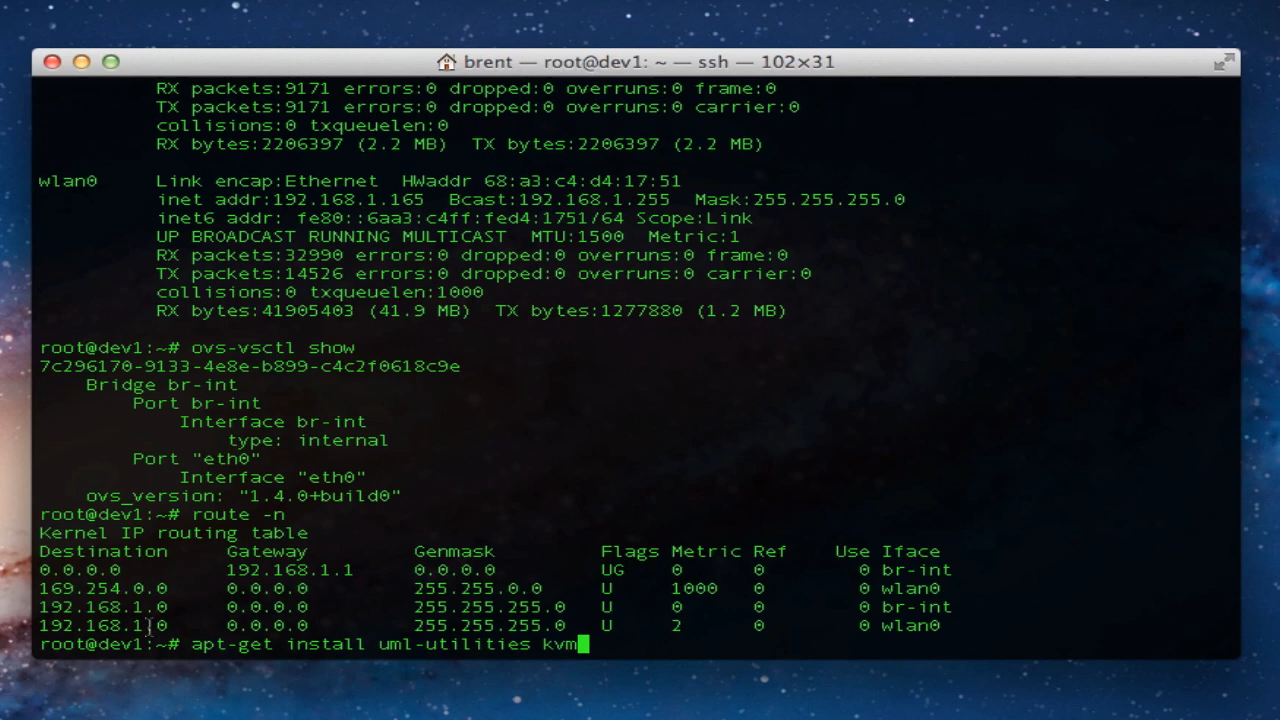 brent — root@dev1: ~ — ssh — 102×31
RX packets:9171 errors:0 dropped:0 overruns:0 frame:0
TX packets:9171 errors:0 dropped:0 overruns:0 carrier:0
collisions:0 txqueuelen:0
RX bytes:2206397 (2.2 MB)  TX bytes:2206397 (2.2 MB)
wlan0     Link encap:Ethernet  HWaddr 68:a3:c4:d4:17:51
inet addr:192.168.1.165  Bcast:192.168.1.255  Mask:255.255.255.0
inet6 addr: fe80::6aa3:c4ff:fed4:1751/64 Scope:Link
UP BROADCAST RUNNING MULTICAST  MTU:1500  Metric:1
RX packets:32990 errors:0 dropped:0 overruns:0 frame:0
TX packets:14526 errors:0 dropped:0 overruns:0 carrier:0
collisions:0 txqueuelen:1000
RX bytes:41905403 (41.9 MB)  TX bytes:1277880 (1.2 MB)
root@dev1:~# ovs-vsctl show
7c296170-9133-4e8e-b899-c4c2f0618c9e
Bridge br-int
Port br-int
Interface br-int
type: internal
Port "eth0"
Interface "eth0"
ovs_version: "1.4.0+build0"
root@dev1:~# route -n
Kernel IP routing table
Destination     Gateway         Genmask         Flags Metric Ref    Use Iface
0.0.0.0         192.168.1.1     0.0.0.0         UG    0      0        0 br-int
169.254.0.0     0.0.0.0         255.255.0.0     U     1000   0        0 wlan0
192.168.1.0     0.0.0.0         255.255.255.0   U     0      0        0 br-int
192.168.1.0     0.0.0.0         255.255.255.0   U     2      0        0 wlan0
root@dev1:~# apt-get install uml-utilities kvm